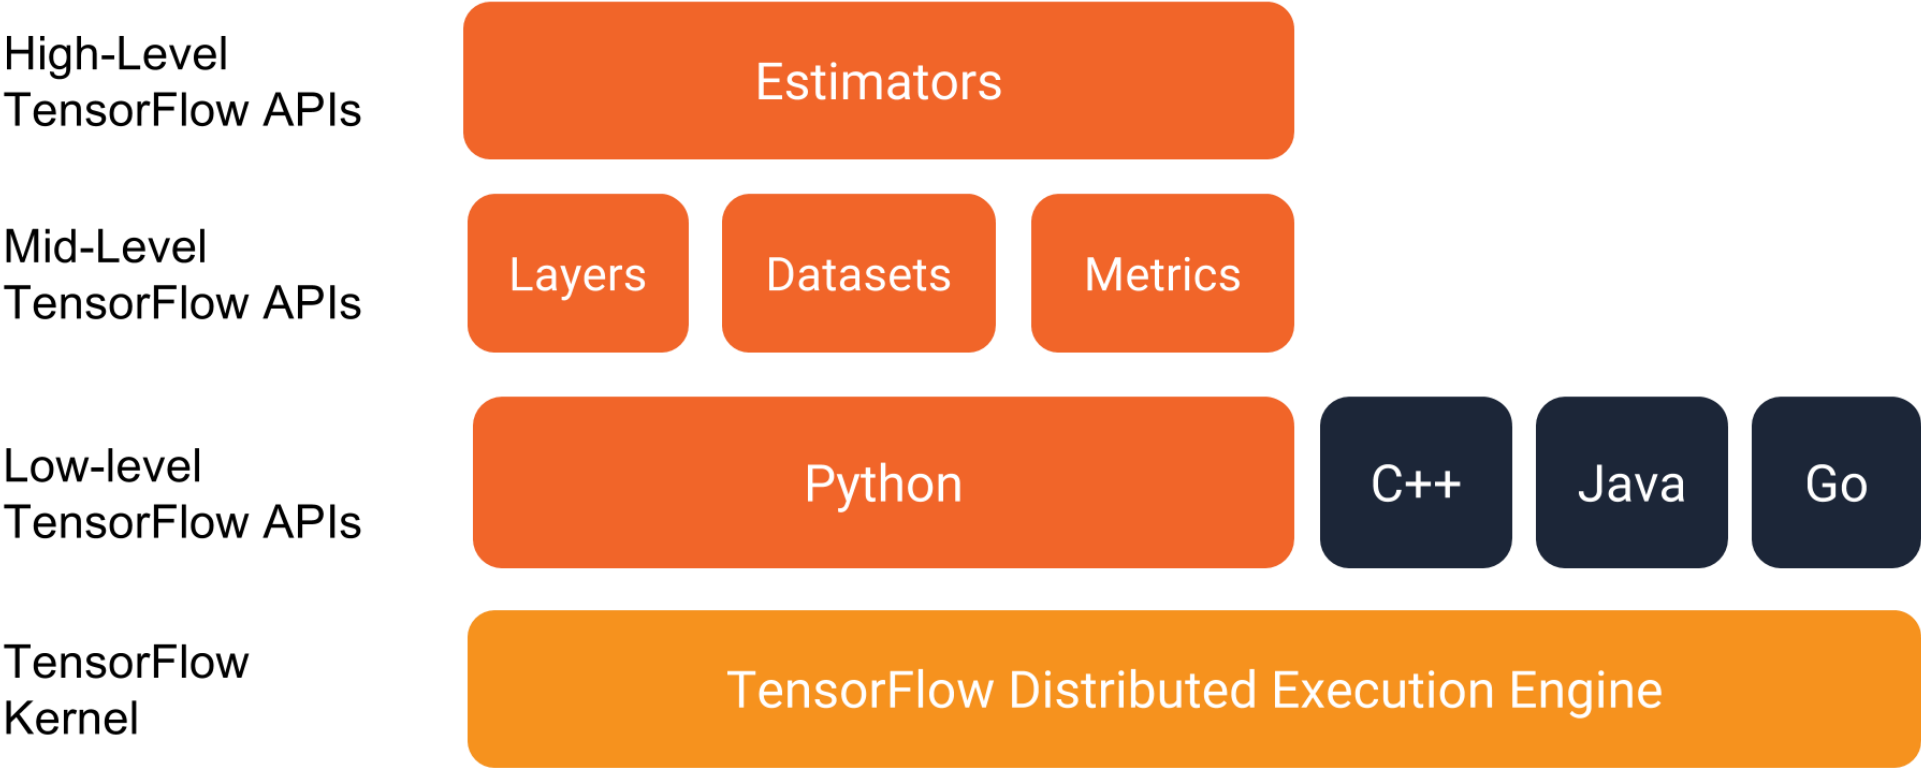 High-Level
TensorFlow APIs
Estimators
Mid-Level
TensorFlow APIs
Layers
Datasets
Metrics
Low-level
TensorFlow APIs
Python
C++
Java
Go
TensorFlow
Kernel
TensorFlow Distributed Execution Engine